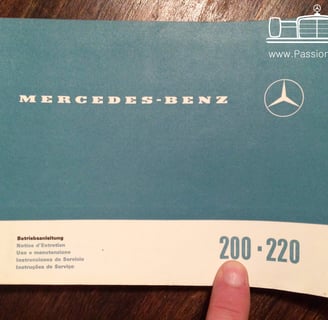 www.Passion
MERCEDES-BENZ
Betriebsanleitung
Notice d'Entretien
Uso e manutenzione
Instrucciones de Servicio
Instruções de Serviço
200 · 220